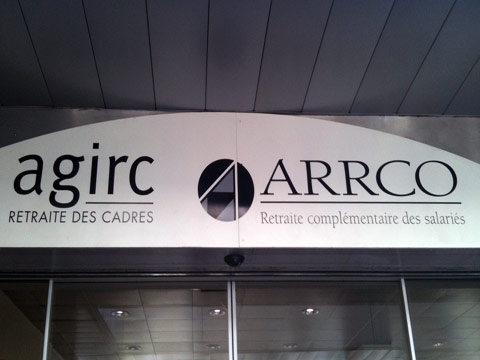 agirc
RETRAITE DES CADRES
ARRCO
Retraite complémentaire des salariés